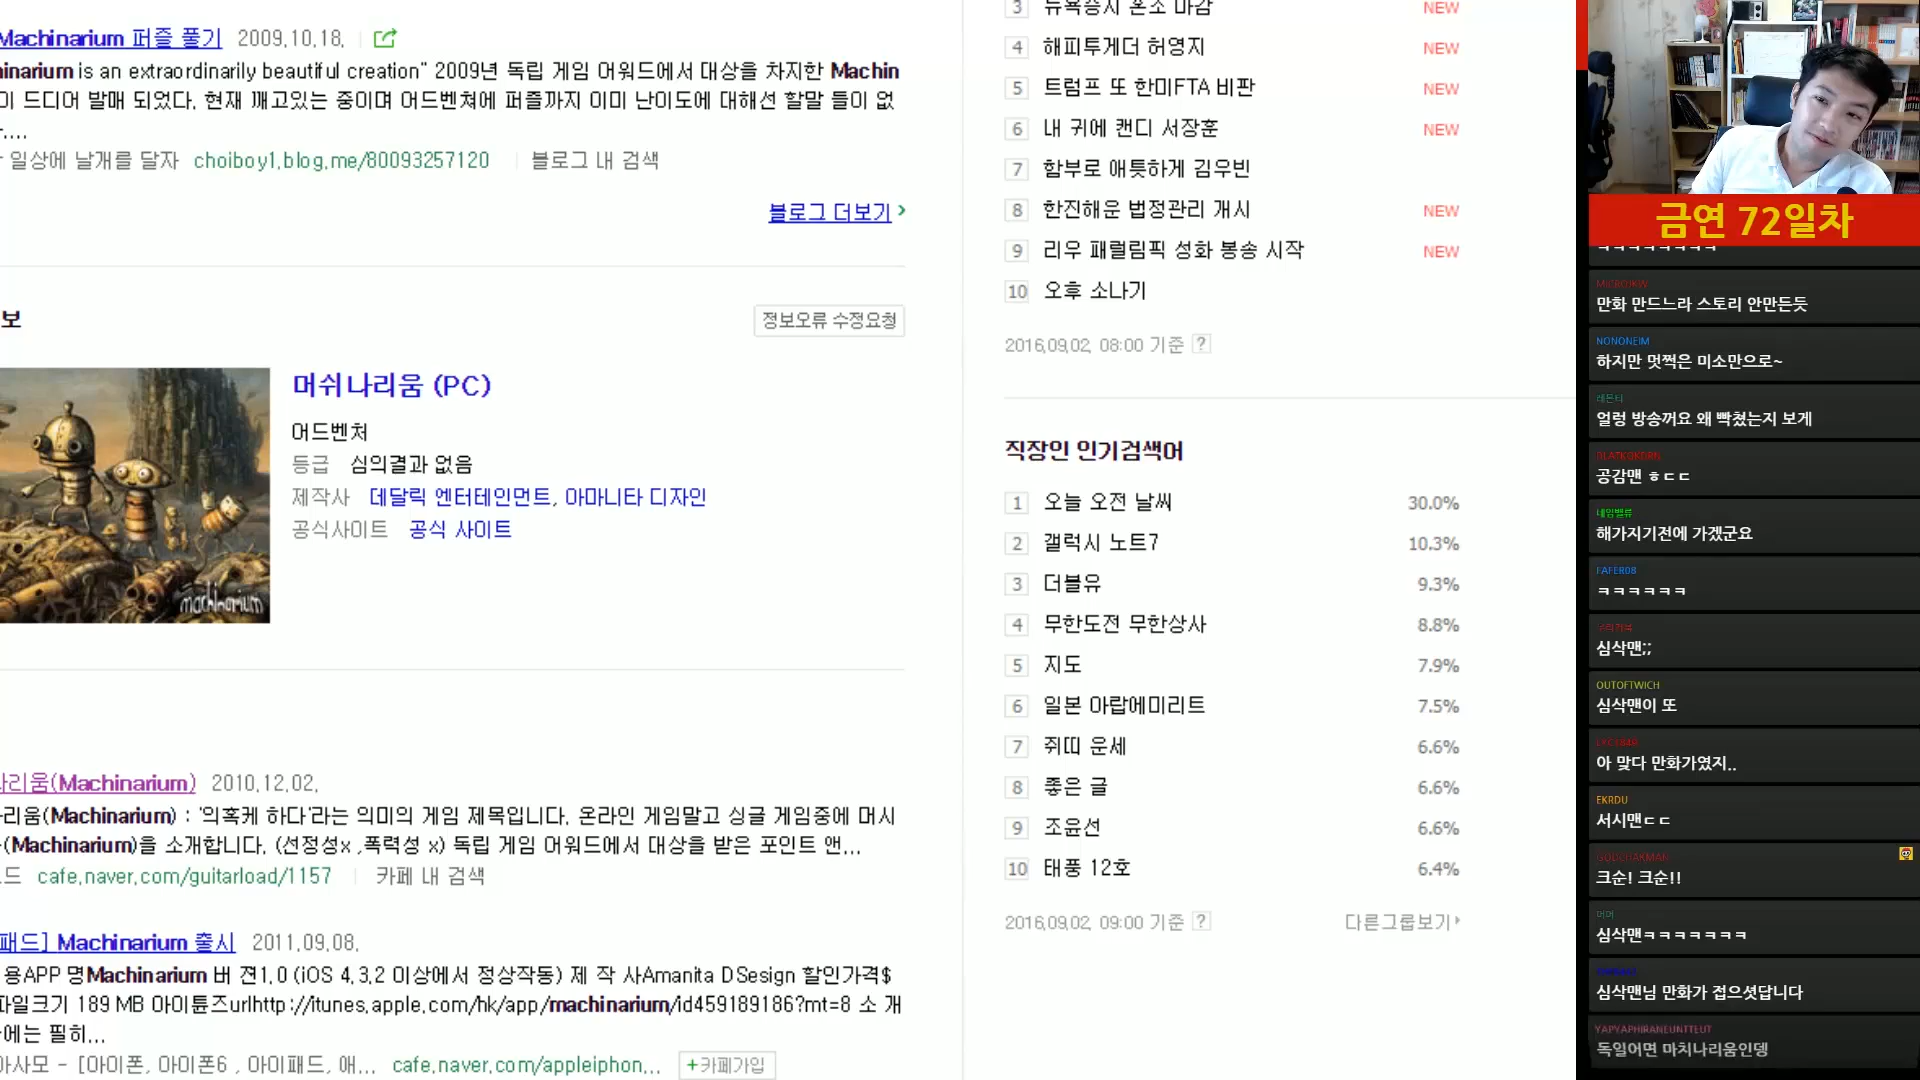 Machinarium 퍼즐 풀기 2009.10.18.
inarium is an extraordinarily beautiful creation" 2009년 독립 게임 어워드에서 대상을 차지한 Machin
이 드디어 발매 되었다. 현재 깨고있는 중이며 어드벤쳐에 퍼즐까지 이미 난이도에 대해선 할말 들이 없
....
일상에 날개를 달자 choiboy1.blog.me/80093257120 블로그 내 검색
블로그 더보기
보
정보오류 수정요청
머쉬나리움 (PC)
어드벤처
등급 심의결과 없음
제작사 데달릭 엔터테인먼트, 아마니타 디자인
공식사이트 공식 사이트
machinarium
나리움(Machinarium) 2010.12.02.
리움(Machinarium) : '의혹케 하다'라는 의미의 게임 제목입니다. 온라인 게임말고 싱글 게임중에 머시
(Machinarium)을 소개합니다. (선정성x ,폭력성 x) 독립 게임 어워드에서 대상을 받은 포인트 앤...
드 cafe.naver.com/guitarload/1157 카페 내 검색
패드] Machinarium 출시 2011.09.08.
용APP 명Machinarium 버 젼1.0 (iOS 4.3.2 이상에서 정상작동) 제 작 사Amanita DSesign 할인가격$
파일크기 189 MB 아이튠즈urlhttp://itunes.apple.com/hk/app/machinarium/id459189186?mt=8 소 개
에는 필히...
아사모 - [아이폰, 아이폰6 , 아이패드, 애... cafe.naver.com/appleiphon... +카페가입
3 뉴욕증시 혼조 마감 NEW
4 해피투게더 허영지 NEW
5 트럼프 또 한미FTA 비판 NEW
6 내 귀에 캔디 서장훈 NEW
7 함부로 애틋하게 김우빈
8 한진해운 법정관리 개시 NEW
9 리우 패럴림픽 성화 봉송 시작 NEW
10 오후 소나기
2016.09.02. 08:00 기준 ?
직장인 인기검색어
1 오늘 오전 날씨 30.0%
2 갤럭시 노트7 10.3%
3 더블유 9.3%
4 무한도전 무한상사 8.8%
5 지도 7.9%
6 일본 아랍에미리트 7.5%
7 쥐띠 운세 6.6%
8 좋은 글 6.6%
9 조윤선 6.6%
10 태풍 12호 6.4%
2016.09.02. 09:00 기준 ?
다른그룹보기
금연 72일차
만화 만드느라 스토리 안만든듯
NONONEIM
하지만 멋쩍은 미소만으로~
레몬티
얼렁 방송꺼요 왜 빡쳤는지 보게
공감맨 ㅎㄷㄷ
네임밸류
해가지기전에 가겠군요
FAFER08
ㅋㅋㅋㅋㅋㅋ
심삭맨;;
OUTOFTWICH
심삭맨이 또
아 맞다 만화가였지..
EKRDU
서시맨ㄷㄷ
GODCHAKMAN
크순! 크순!!
머며
심삭맨ㅋㅋㅋㅋㅋㅋㅋ
심삭맨님 만화가 접으셧답니다
YAPYAPHIRANEUNTTEUT
독일어면 마치나리움인뎅